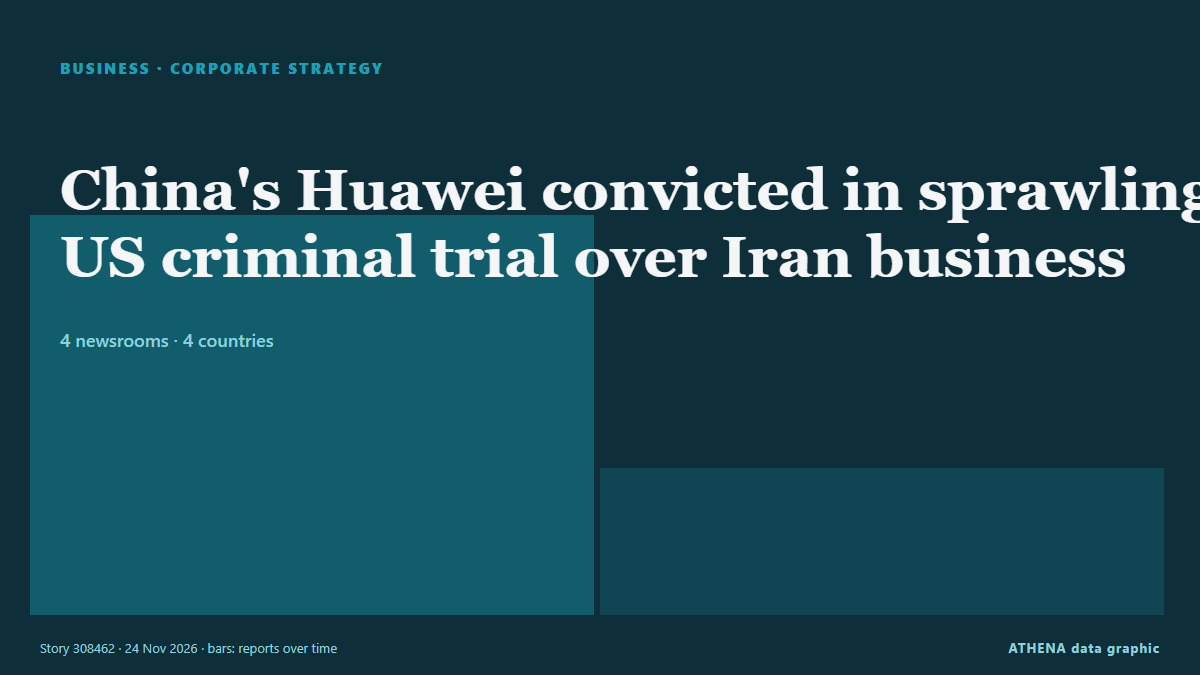 BUSINESS · CORPORATE STRATEGY
China's Huawei convicted in sprawling
US criminal trial over Iran business
4 newsrooms · 4 countries
Story 308462 · 24 Nov 2026 · bars: reports over time
ATHENA data graphic